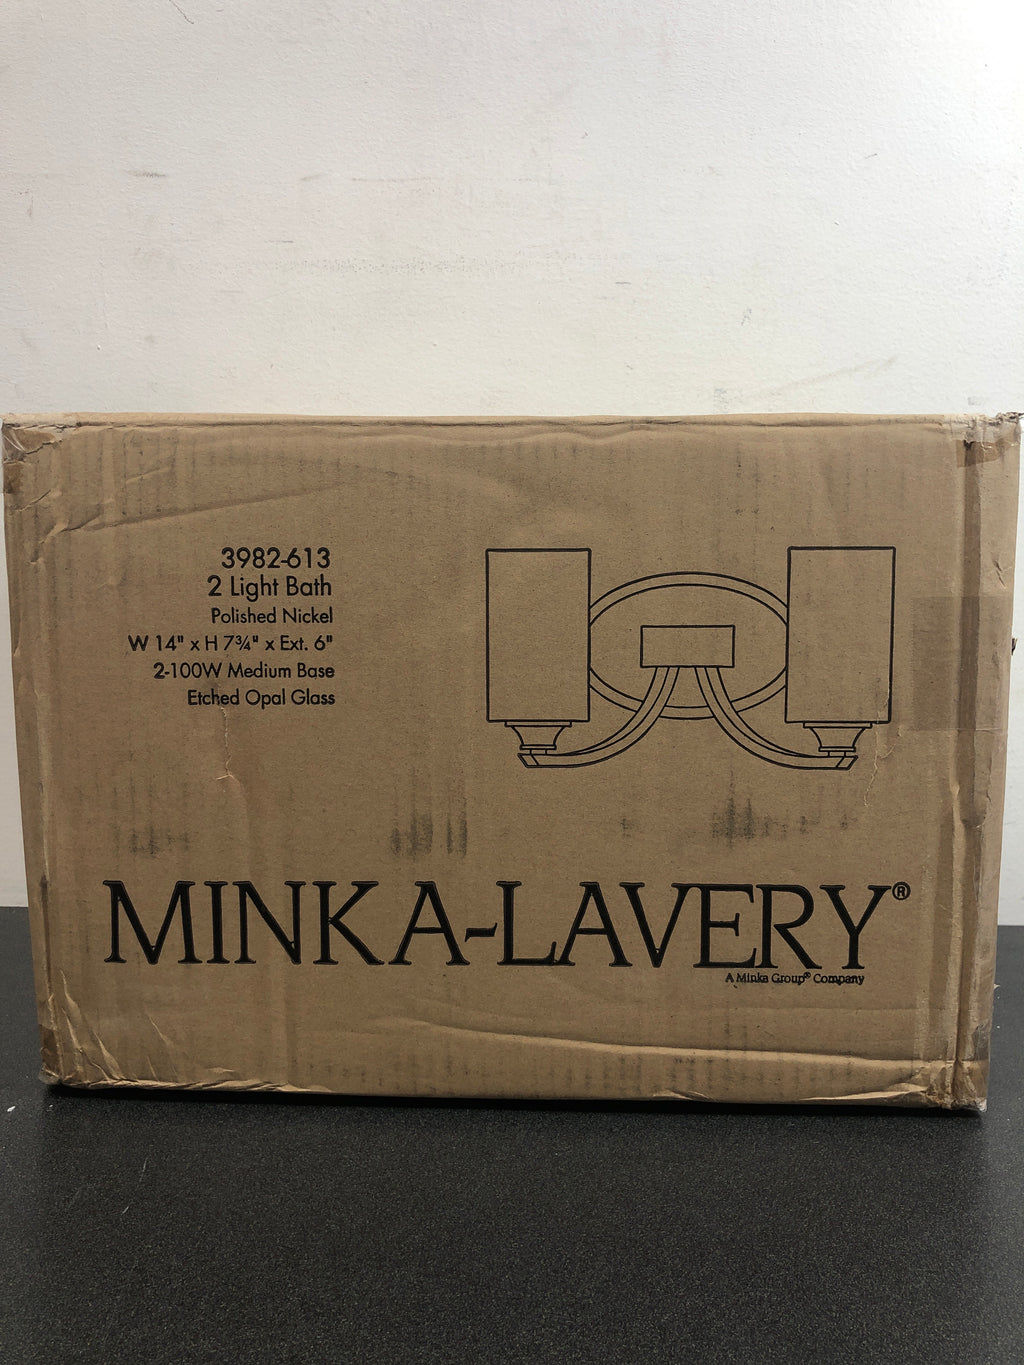 3982-613
2 Light Bath
Polished Nickel
W 14" x H 7¾" x Ext. 6"
2-100W Medium Base
Etched Opal Glass
MINKA-LAVERY®
A Minka Group® Company